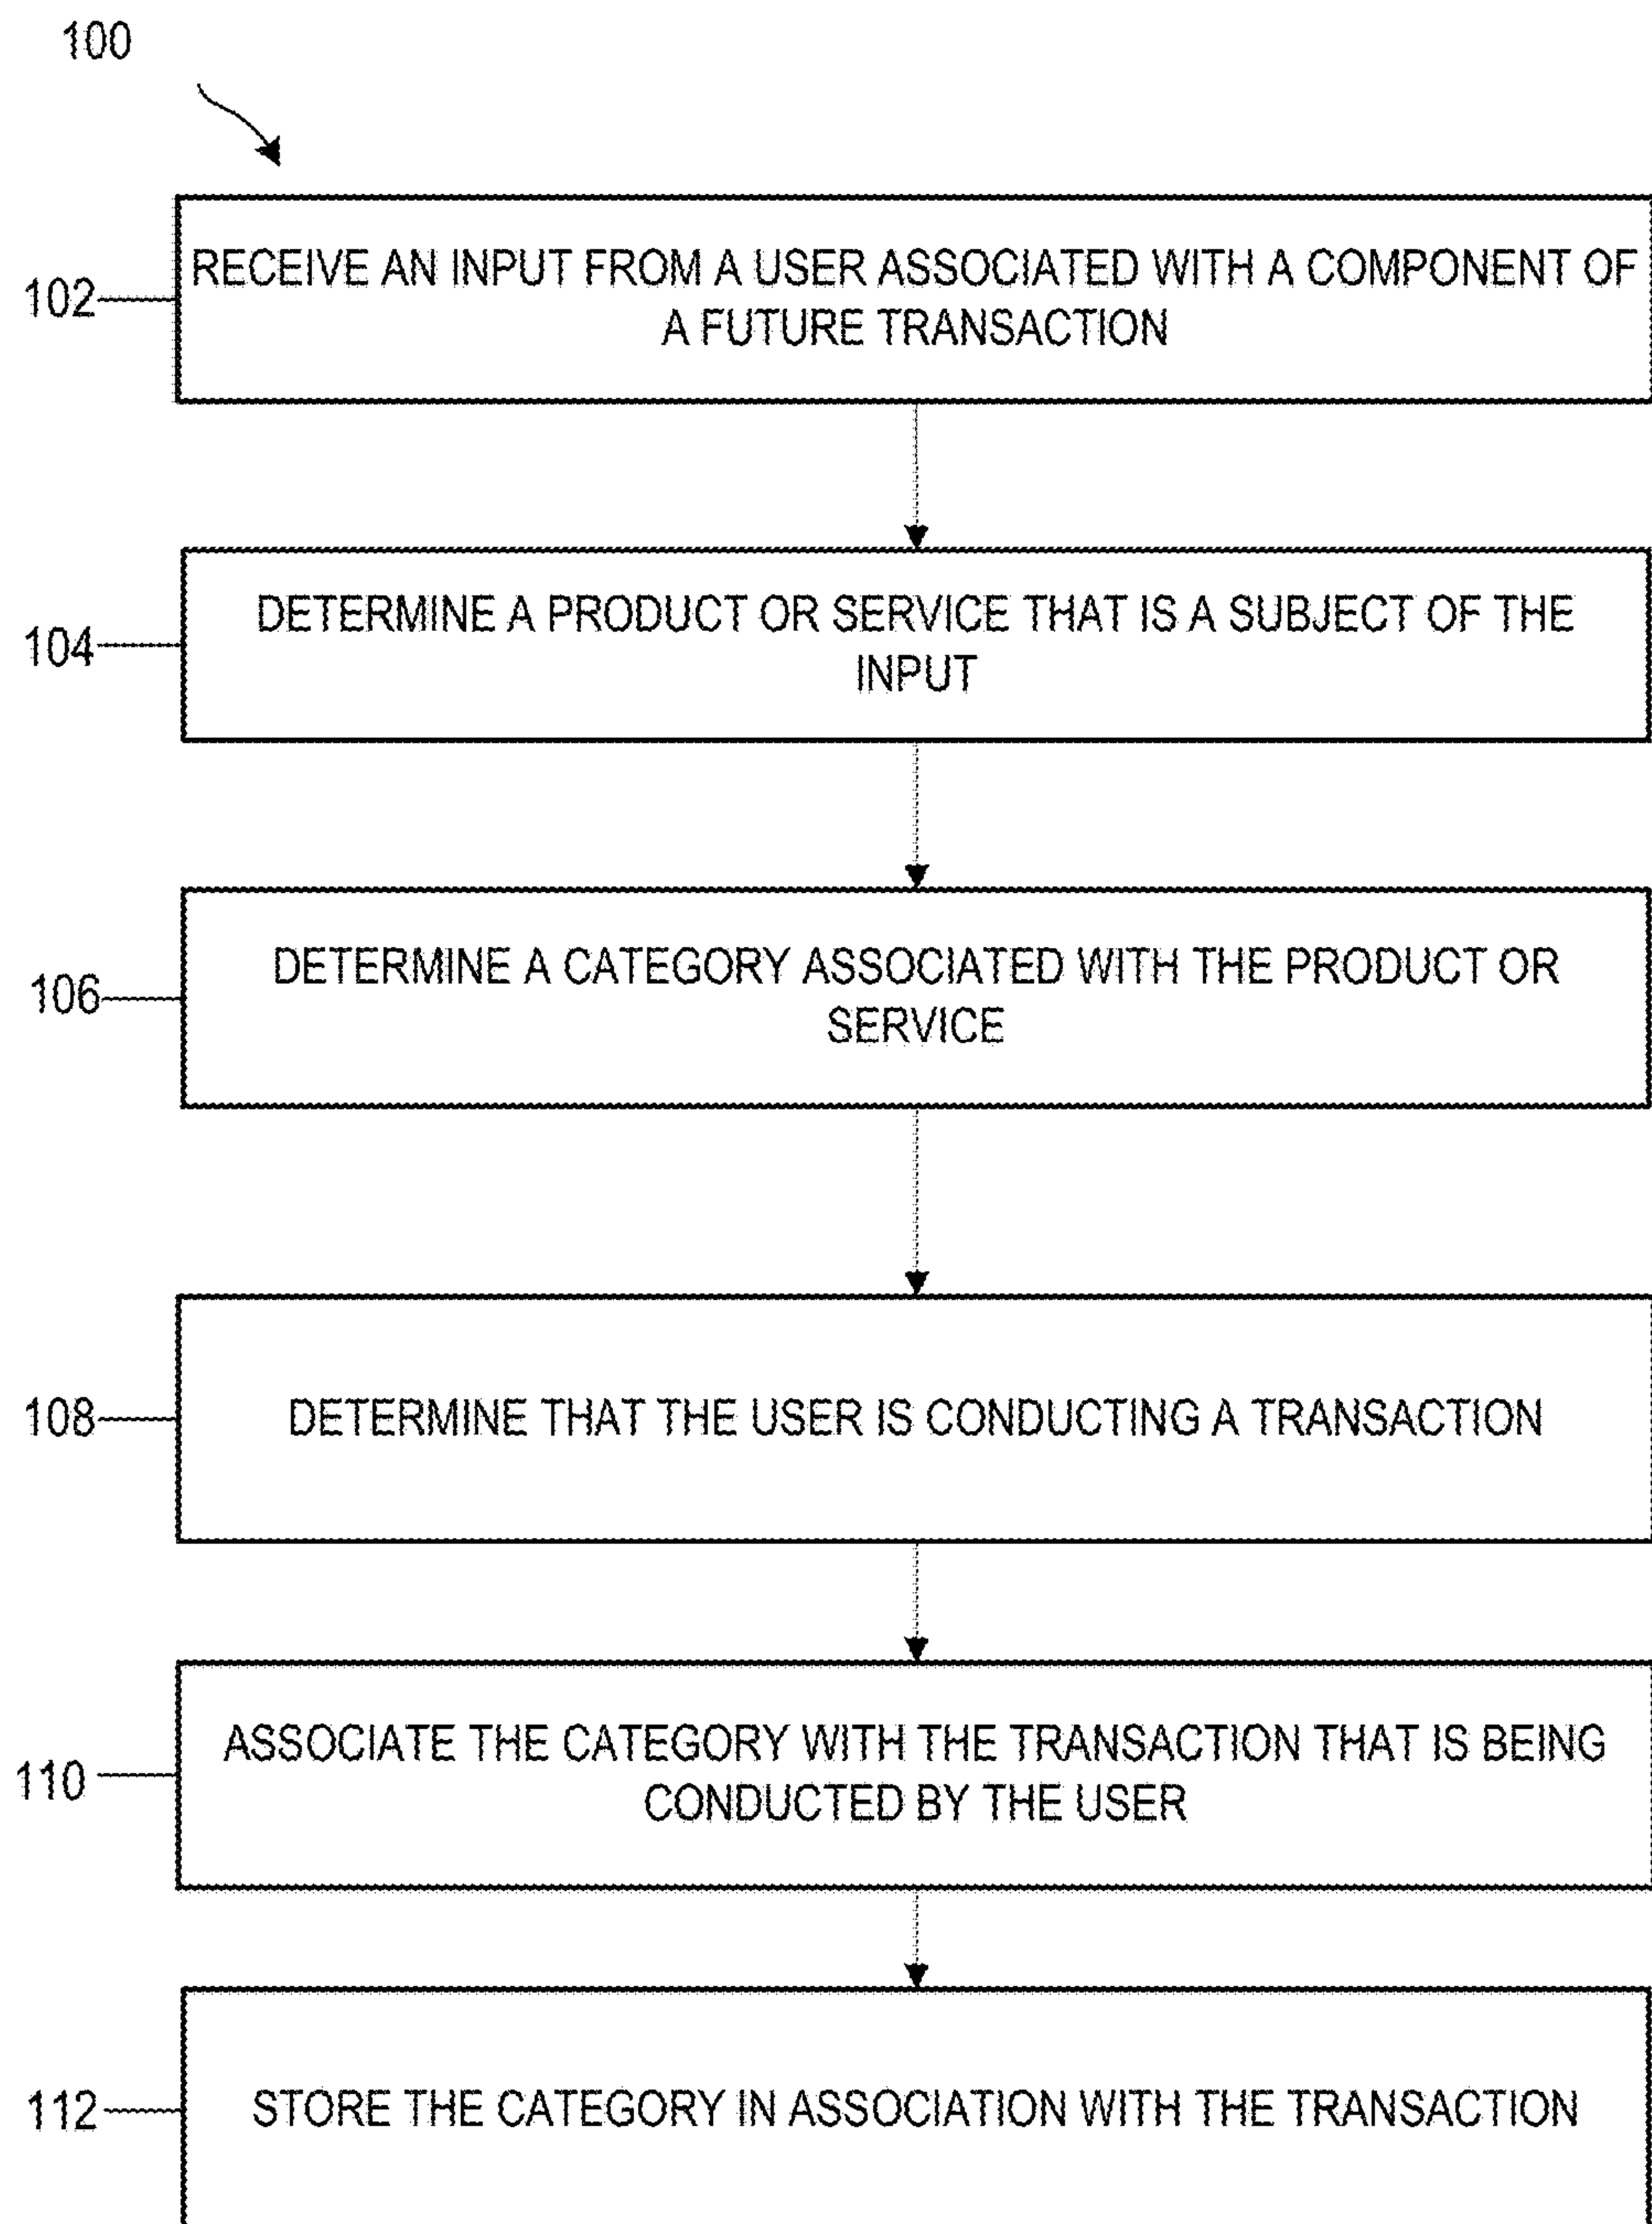 100
102
RECEIVE AN INPUT FROM A USER ASSOCIATED WITH A COMPONENT OF
A FUTURE TRANSACTION
104
DETERMINE A PRODUCT OR SERVICE THAT IS A SUBJECT OF THE
INPUT
106
DETERMINE A CATEGORY ASSOCIATED WITH THE PRODUCT OR
SERVICE
108
DETERMINE THAT THE USER IS CONDUCTING A TRANSACTION
110
ASSOCIATE THE CATEGORY WITH THE TRANSACTION THAT IS BEING
CONDUCTED BY THE USER
112
STORE THE CATEGORY IN ASSOCIATION WITH THE TRANSACTION